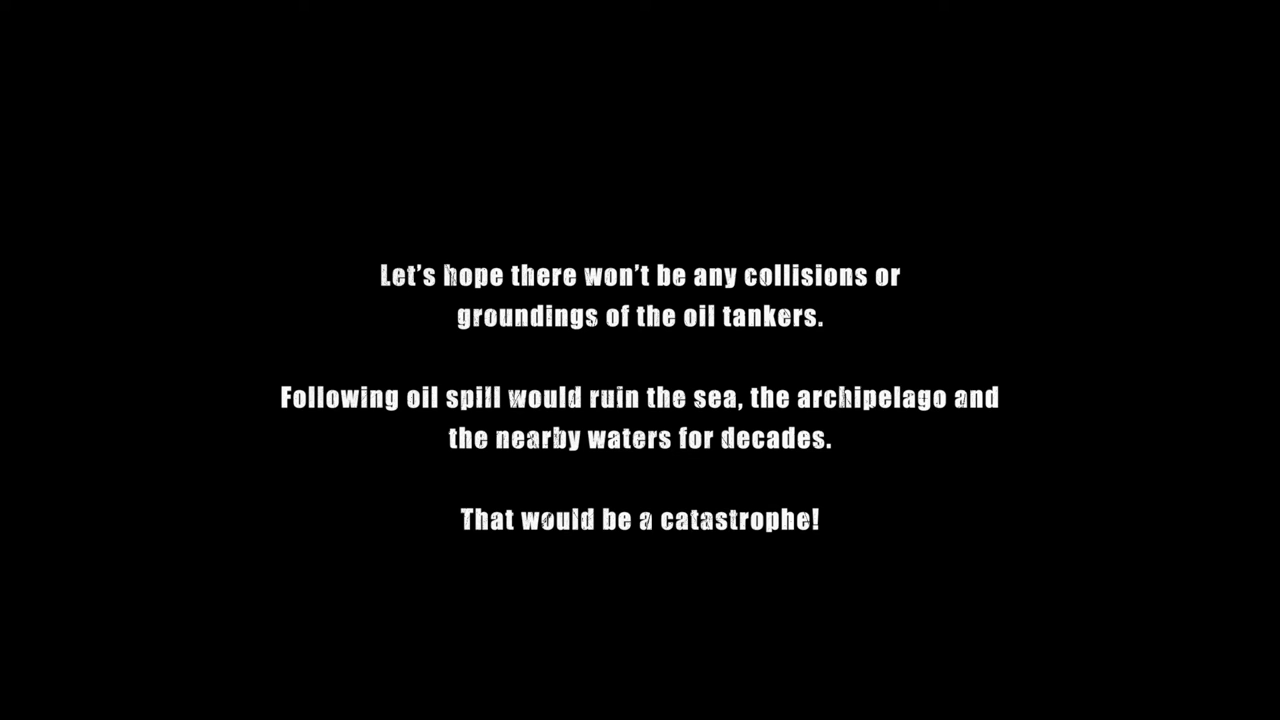 Let’s hope there won’t be any collisions or
groundings of the oil tankers.
Following oil spill would ruin the sea, the archipelago and
the nearby waters for decades.
That would be a catastrophe!